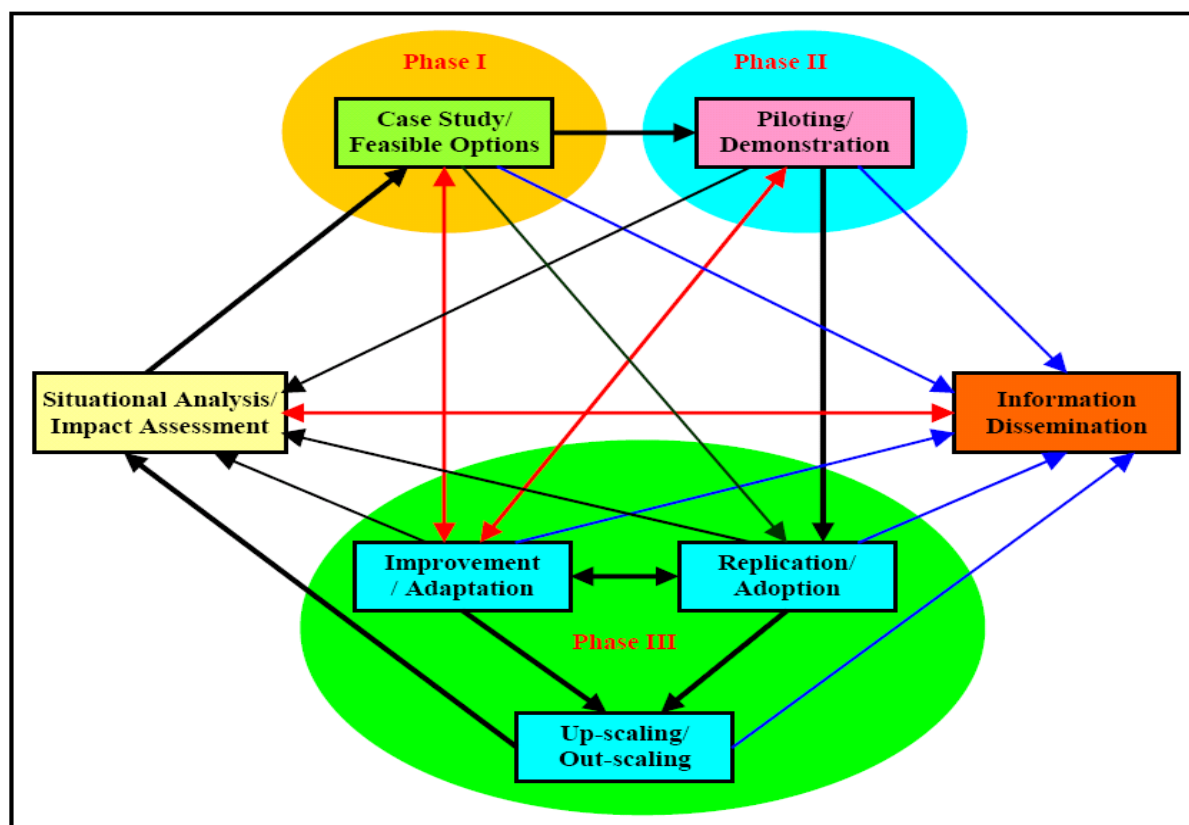 Phase I
Phase II
Case Study/
Feasible Options
Piloting/
Demonstration
Situational Analysis/
Impact Assessment
Information
Dissemination
Improvement
/ Adaptation
Replication/
Adoption
Phase III
Up-scaling/
Out-scaling